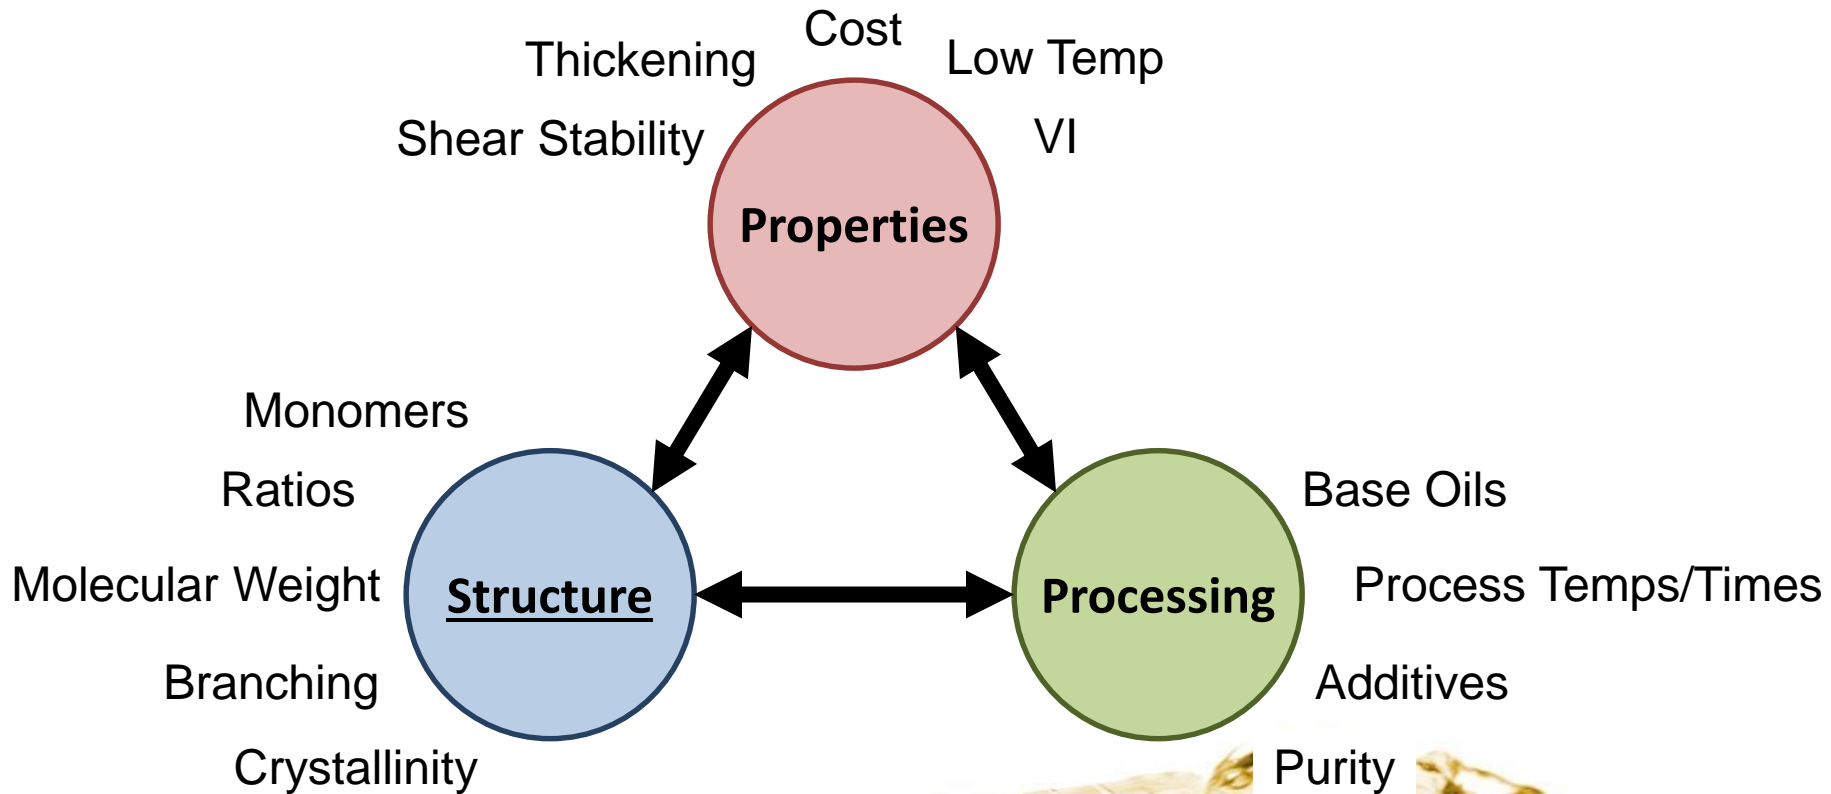 Cost
Thickening
Low Temp
Shear Stability
VI
Properties
Monomers
Ratios
Base Oils
Molecular Weight
Structure
Processing
Process Temps/Times
Branching
Additives
Crystallinity
Purity